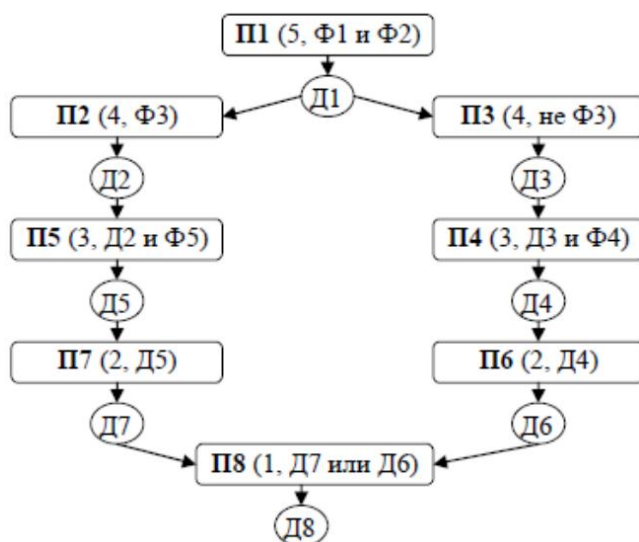 П1 (5, Ф1 и Ф2)
Д1
П2 (4, Ф3)
П3 (4, не Ф3)
Д2
Д3
П5 (3, Д2 и Ф5)
П4 (3, Д3 и Ф4)
Д5
Д4
П7 (2, Д5)
П6 (2, Д4)
Д7
Д6
П8 (1, Д7 или Д6)
Д8